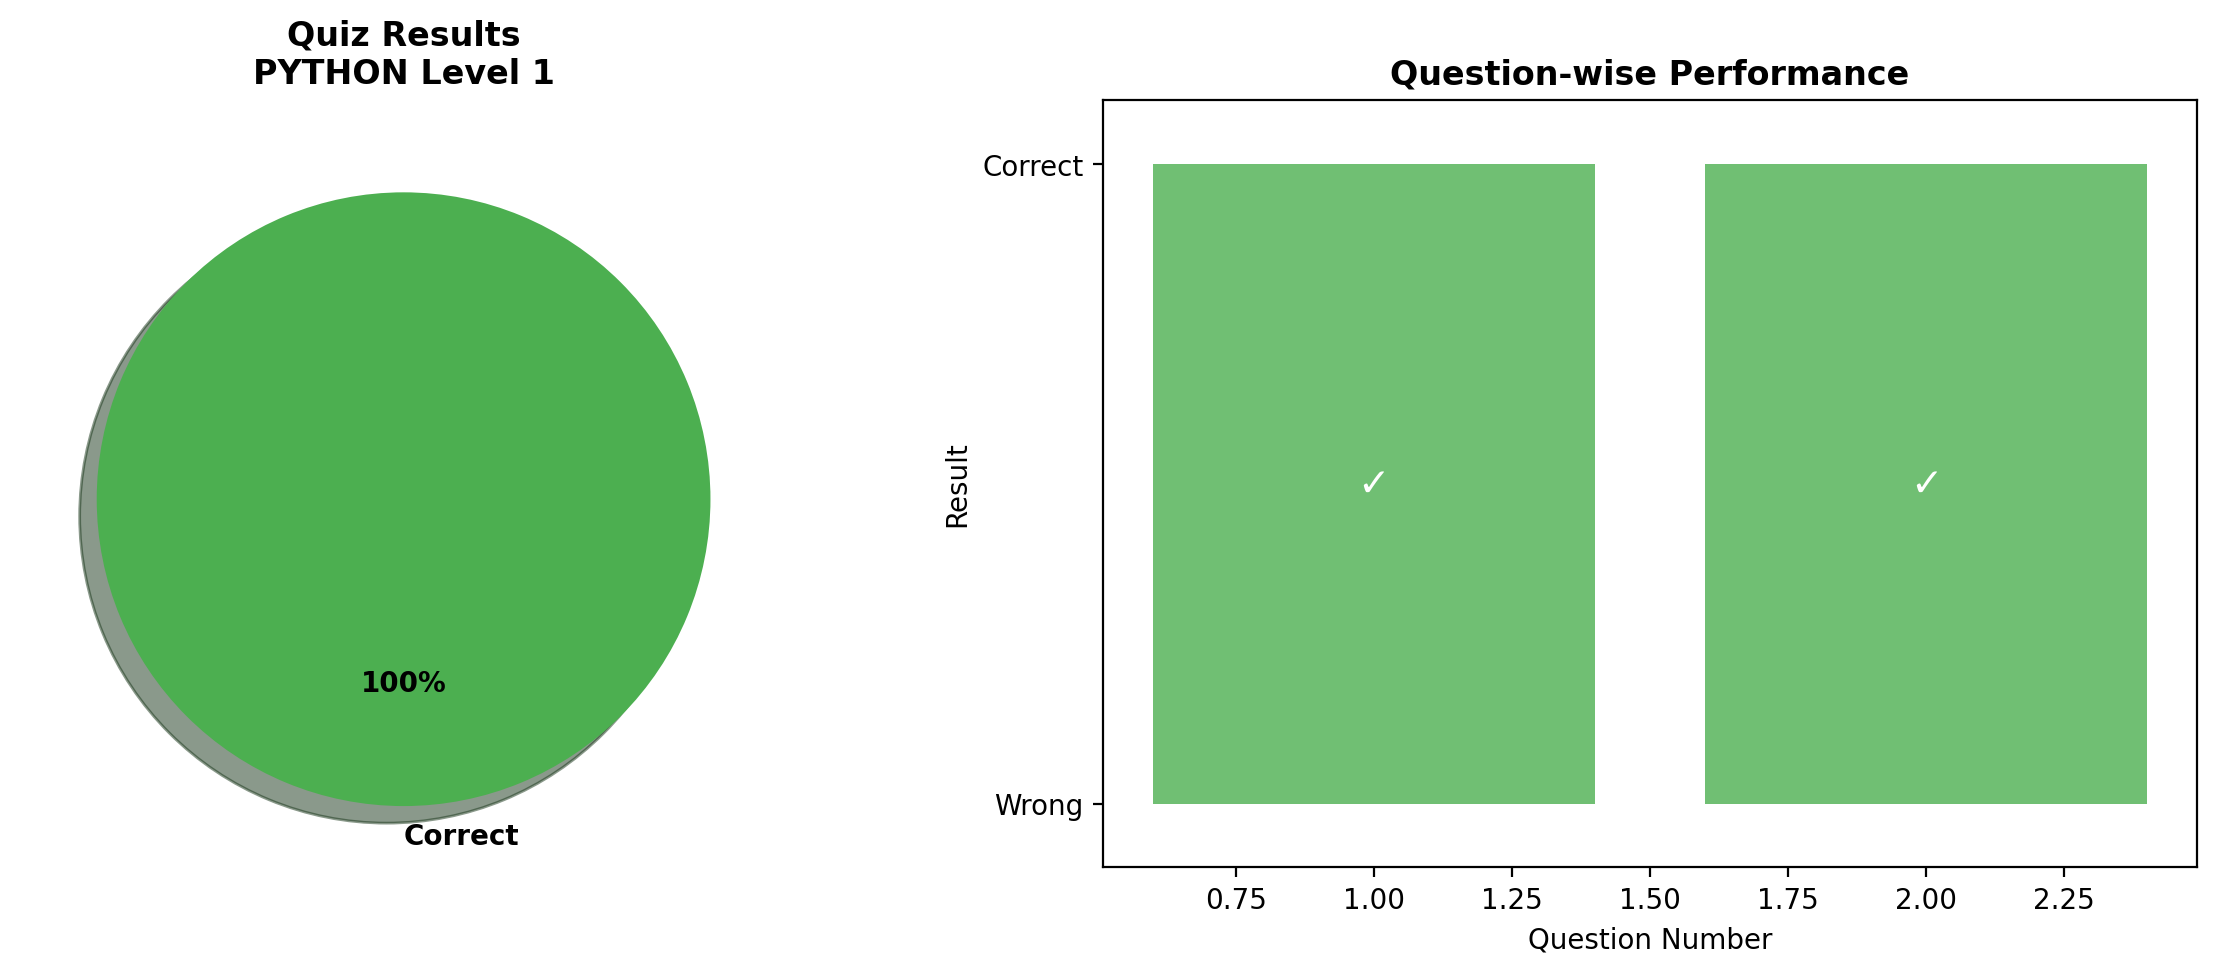 Quiz Results
PYTHON Level 1
100%
Correct
Question-wise Performance
Correct
Wrong
Result
✓
✓
0.75 1.00 1.25 1.50 1.75 2.00 2.25
Question Number